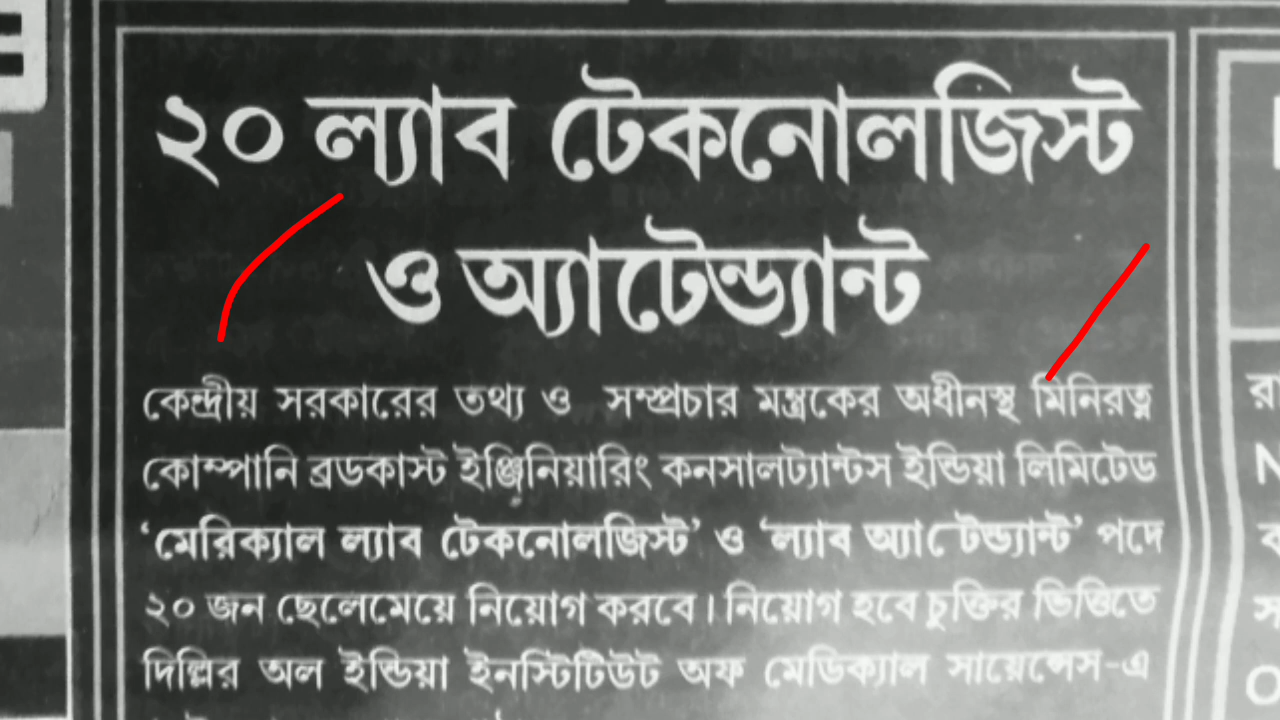 ২০ ল্যাব টেকনোলজিস্ট
ও অ্যাটেন্ড্যান্ট
কেন্দ্রীয় সরকারের তথ্য ও সম্প্রচার মন্ত্রকের অধীনস্থ মিনিরত্ন
কোম্পানি ব্রডকাস্ট ইঞ্জিনিয়ারিং কনসালট্যান্টস ইন্ডিয়া লিমিটেড
‘মেরিক্যাল ল্যাব টেকনোলজিস্ট’ ও ‘ল্যাব অ্যাটেন্ড্যান্ট’ পদে
২০ জন ছেলেমেয়ে নিয়োগ করবে। নিয়োগ হবে চুক্তির ভিত্তিতে
দিল্লির অল ইন্ডিয়া ইনস্টিটিউট অফ মেডিক্যাল সায়েন্সেস-এ